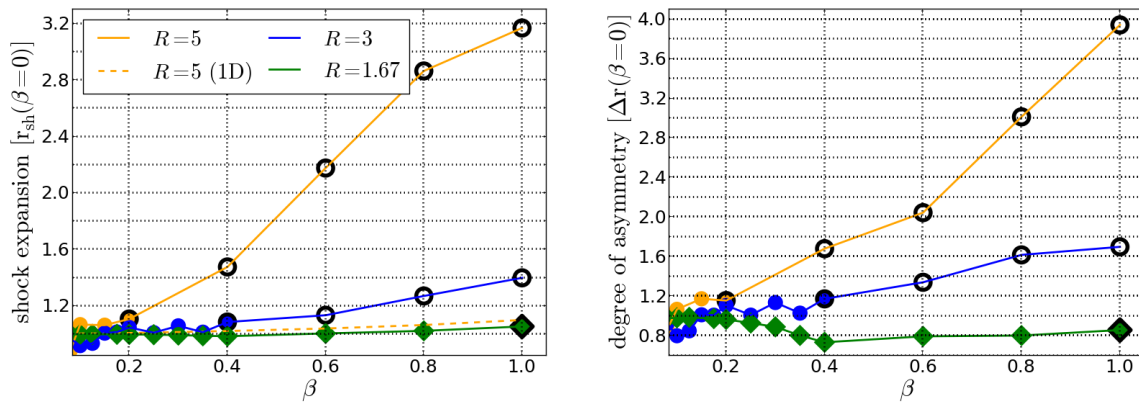 shock expansion [r_sh(β=0)]
3.2
2.8
2.4
2.0
1.6
1.2
R=5
R=5 (1D)
R=3
R=1.67
0.2 0.4 0.6 0.8 1.0
β
degree of asymmetry [Δr(β=0)]
4.0
3.6
3.2
2.8
2.4
2.0
1.6
1.2
0.8
0.2 0.4 0.6 0.8 1.0
β